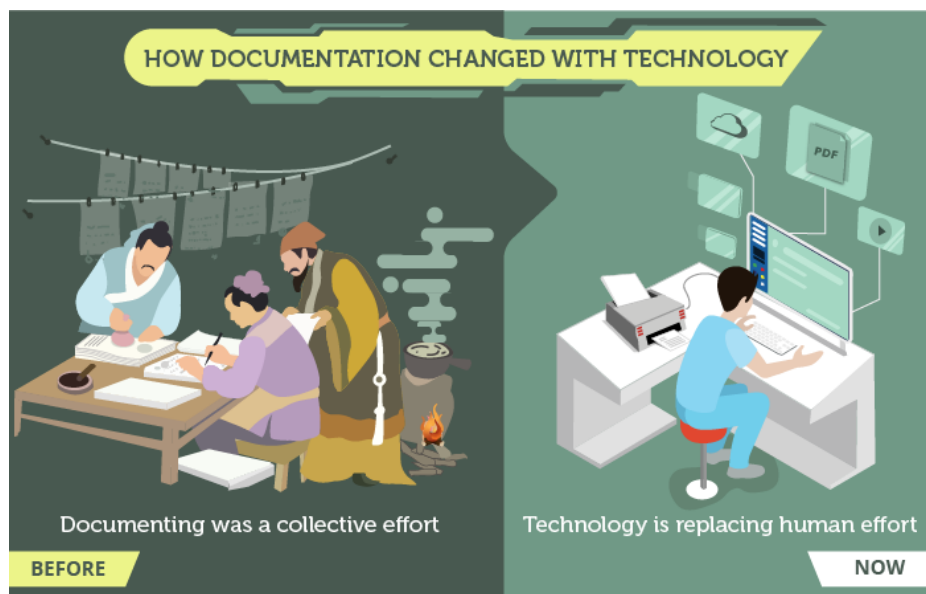 HOW DOCUMENTATION CHANGED WITH TECHNOLOGY
PDF
Documenting was a collective effort
Technology is replacing human effort
BEFORE
NOW